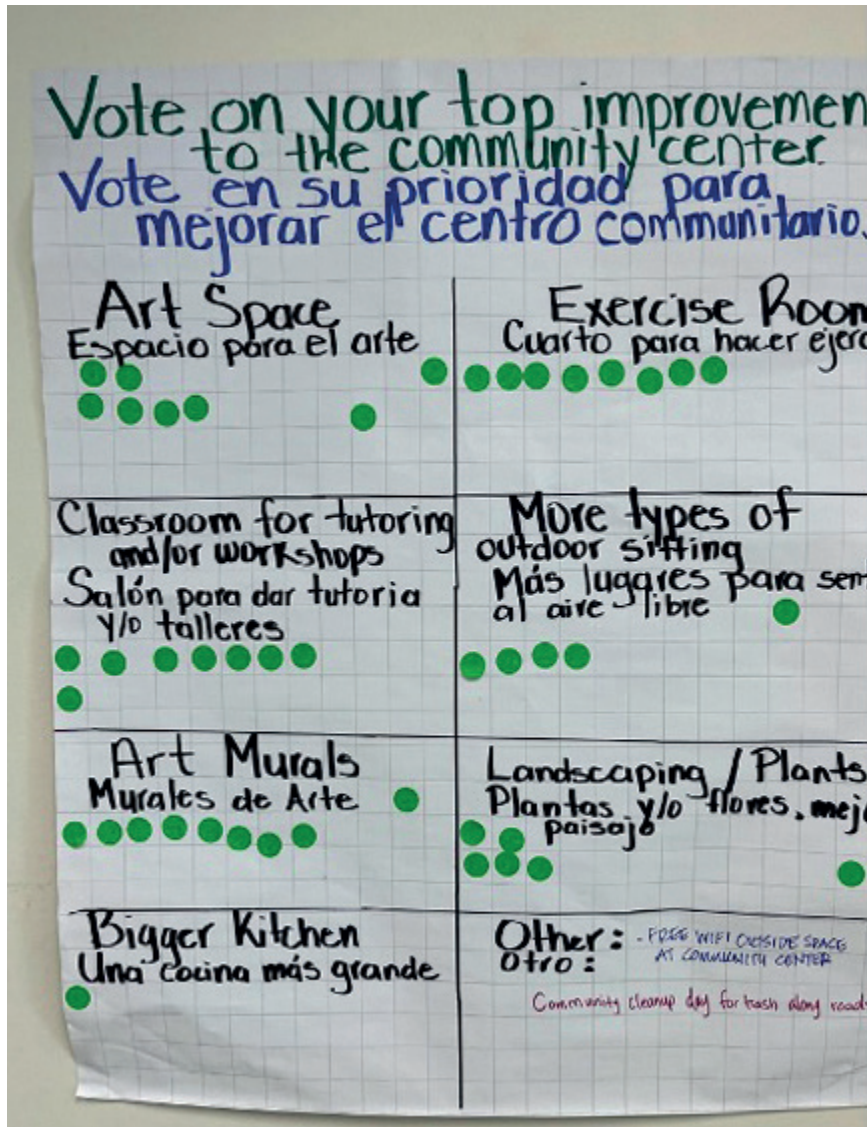 Vote on your top improvemen
to the community center
Vote en su prioridad para
mejorar el centro communitario.
Art Space
Espacio para el arte
Exercise Room
Cuarto para hacer ejerc
Classroom for tutoring
and/or workshops
Salón para dar tutoria
y/o talleres
More types of
outdoor sitting
Más lugares para sent
al aire libre
Art Murals
Murales de Arte
Landscaping / Plants
Plantas y/o flores, mejo
paisajo
Bigger Kitchen
Una cocina más grande
Other:
Otro:
- FREE WIFI OUTSIDE SPACE
AT COMMUNITY CENTER
Community cleanup day for trash along roads